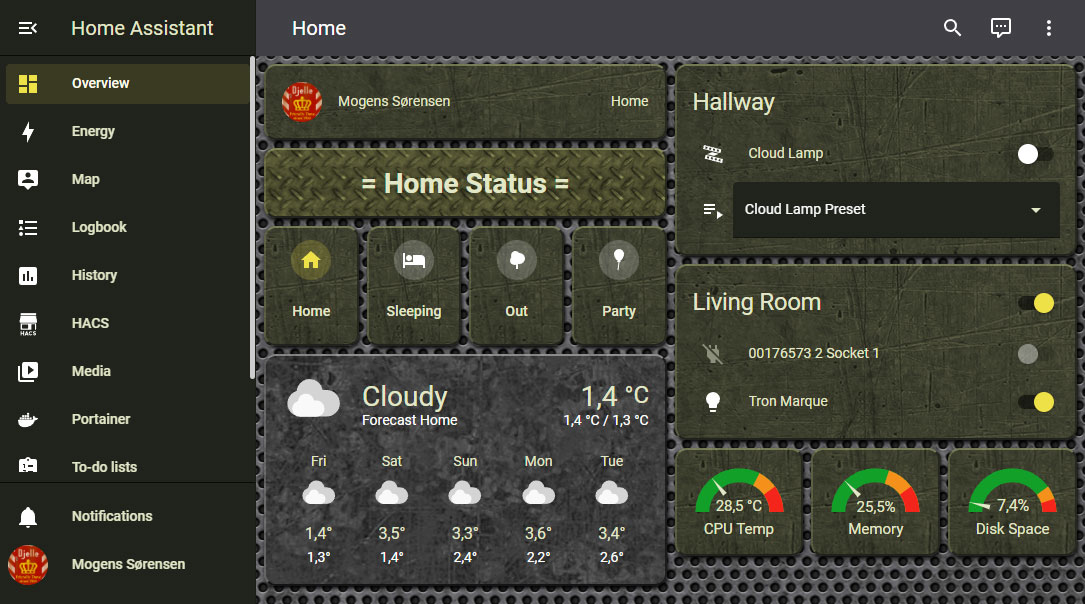 Home Assistant
Home
Overview
Energy
Map
Logbook
History
HACS
HACS
Media
Portainer
To-do lists
Notifications
Djelle
Mogens Sørensen
Djelle
Mogens Sørensen
Home
= Home Status =
Home
Sleeping
Out
Party
Cloudy
Forecast Home
1,4 °C
1,4 °C / 1,3 °C
Fri
Sat
Sun
Mon
Tue
1,4°
3,5°
3,3°
3,6°
3,4°
1,3°
1,4°
2,4°
2,2°
2,6°
Hallway
Cloud Lamp
Cloud Lamp Preset
Living Room
00176573 2 Socket 1
Tron Marque
28,5 °C
CPU Temp
25,5%
Memory
7,4%
Disk Space